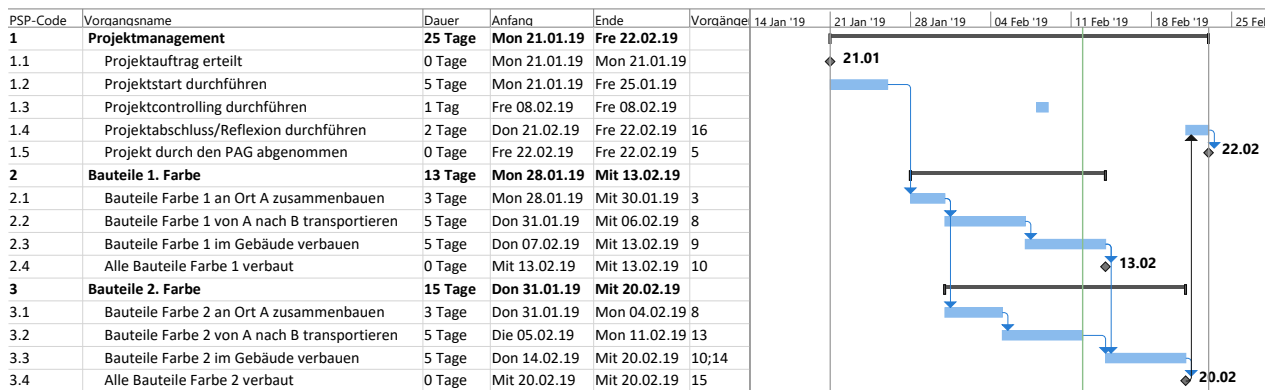 PSP-Code Vorgangsname Dauer Anfang Ende Vorgänger 14 Jan '19 21 Jan '19 28 Jan '19 04 Feb '19 11 Feb '19 18 Feb '19 25 Feb
1 Projektmanagement 25 Tage Mon 21.01.19 Fre 22.02.19
1.1 Projektauftrag erteilt 0 Tage Mon 21.01.19 Mon 21.01.19 21.01
1.2 Projektstart durchführen 5 Tage Mon 21.01.19 Fre 25.01.19
1.3 Projektcontrolling durchführen 1 Tag Fre 08.02.19 Fre 08.02.19
1.4 Projektabschluss/Reflexion durchführen 2 Tage Don 21.02.19 Fre 22.02.19 16
1.5 Projekt durch den PAG abgenommen 0 Tage Fre 22.02.19 Fre 22.02.19 5 22.02
2 Bauteile 1. Farbe 13 Tage Mon 28.01.19 Mit 13.02.19
2.1 Bauteile Farbe 1 an Ort A zusammenbauen 3 Tage Mon 28.01.19 Mit 30.01.19 3
2.2 Bauteile Farbe 1 von A nach B transportieren 5 Tage Don 31.01.19 Mit 06.02.19 8
2.3 Bauteile Farbe 1 im Gebäude verbauen 5 Tage Don 07.02.19 Mit 13.02.19 9
2.4 Alle Bauteile Farbe 1 verbaut 0 Tage Mit 13.02.19 Mit 13.02.19 10 13.02
3 Bauteile 2. Farbe 15 Tage Don 31.01.19 Mit 20.02.19
3.1 Bauteile Farbe 2 an Ort A zusammenbauen 3 Tage Don 31.01.19 Mon 04.02.19 8
3.2 Bauteile Farbe 2 von A nach B transportieren 5 Tage Die 05.02.19 Mon 11.02.19 13
3.3 Bauteile Farbe 2 im Gebäude verbauen 5 Tage Don 14.02.19 Mit 20.02.19 10;14
3.4 Alle Bauteile Farbe 2 verbaut 0 Tage Mit 20.02.19 Mit 20.02.19 15 20.02